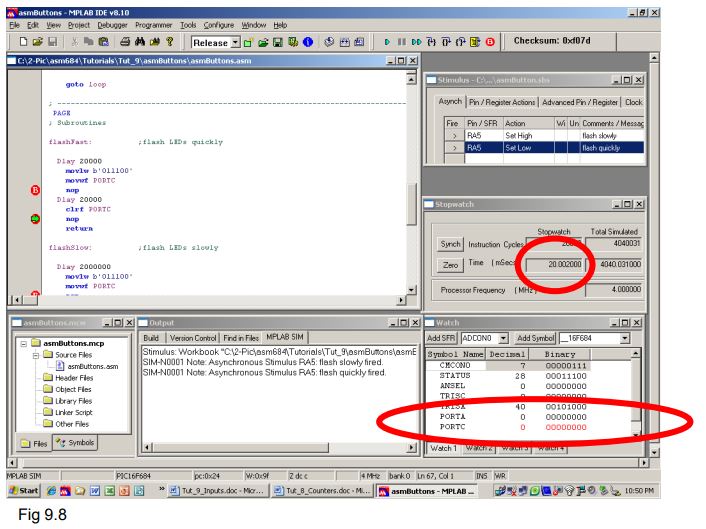 asmButtons - MPLAB IDE v8.10
File Edit View Project Debugger Programmer Tools Configure Window Help
Release Checksum: 0xf07d
C:\2-Pic\asm684\Tutorials\Tut_9\asmButtons\asmButtons.asm
goto loop
; -----------------------------------------------
PAGE
; Subroutines
flashFast: ;flash LEDs quickly
Dlay 20000
movlw b'011100'
movwf PORTC
nop
Dlay 20000
clrf PORTC
nop
return
flashSlow: ;flash LEDs slowly
Dlay 2000000
movlw b'011100'
movwf PORTC
Stimulus - C:\...\asmButton.sbs
Asynch Pin / Register Actions Advanced Pin / Register Clock
Fire Pin / SFR Action Wi Un Comments / Messag
> RA5 Set High flash slowly
> RA5 Set Low flash quickly
Stopwatch
Stopwatch Total Simulated
Synch Instruction Cycles 4040031
Zero Time (mSecs 20.002000 4040.031000
Processor Frequency (MHz) 4.000000
asmButtons.mcp
asmButtons.mcp
Source Files
asmButtons.asm
Header Files
Object Files
Library Files
Linker Script
Other Files
Files Symbols
Output
Build Version Control Find in Files MPLAB SIM
Stimulus: Workbook "C:\2-Pic\asm684\Tutorials\Tut_9\asmButtons\asmE
SIM-N0001 Note: Asynchronous Stimulus RA5: flash slowly fired.
SIM-N0001 Note: Asynchronous Stimulus RA5: flash quickly fired.
Watch
Add SFR ADCON0 Add Symbol __16F684
Symbol Name Decimal Binary
CMCON0 7 00000111
STATUS 28 00011100
ANSEL 0 00000000
TRISC 0 00000000
TRISA 40 00101000
PORTA 0 00000000
PORTC 0 00000000
Watch 1 Watch 2 Watch 3 Watch 4
MPLAB SIM PIC16F684 pc:0x24 W:0x9f Z dc c 4 MHz bank 0 Ln 67, Col 1 INS WR
Start » Tut_9_Inputs.doc - Micr... Tut_8_Counters.doc - Mi... asmButtons - MPLAB ... 10:50 PM
Fig 9.8